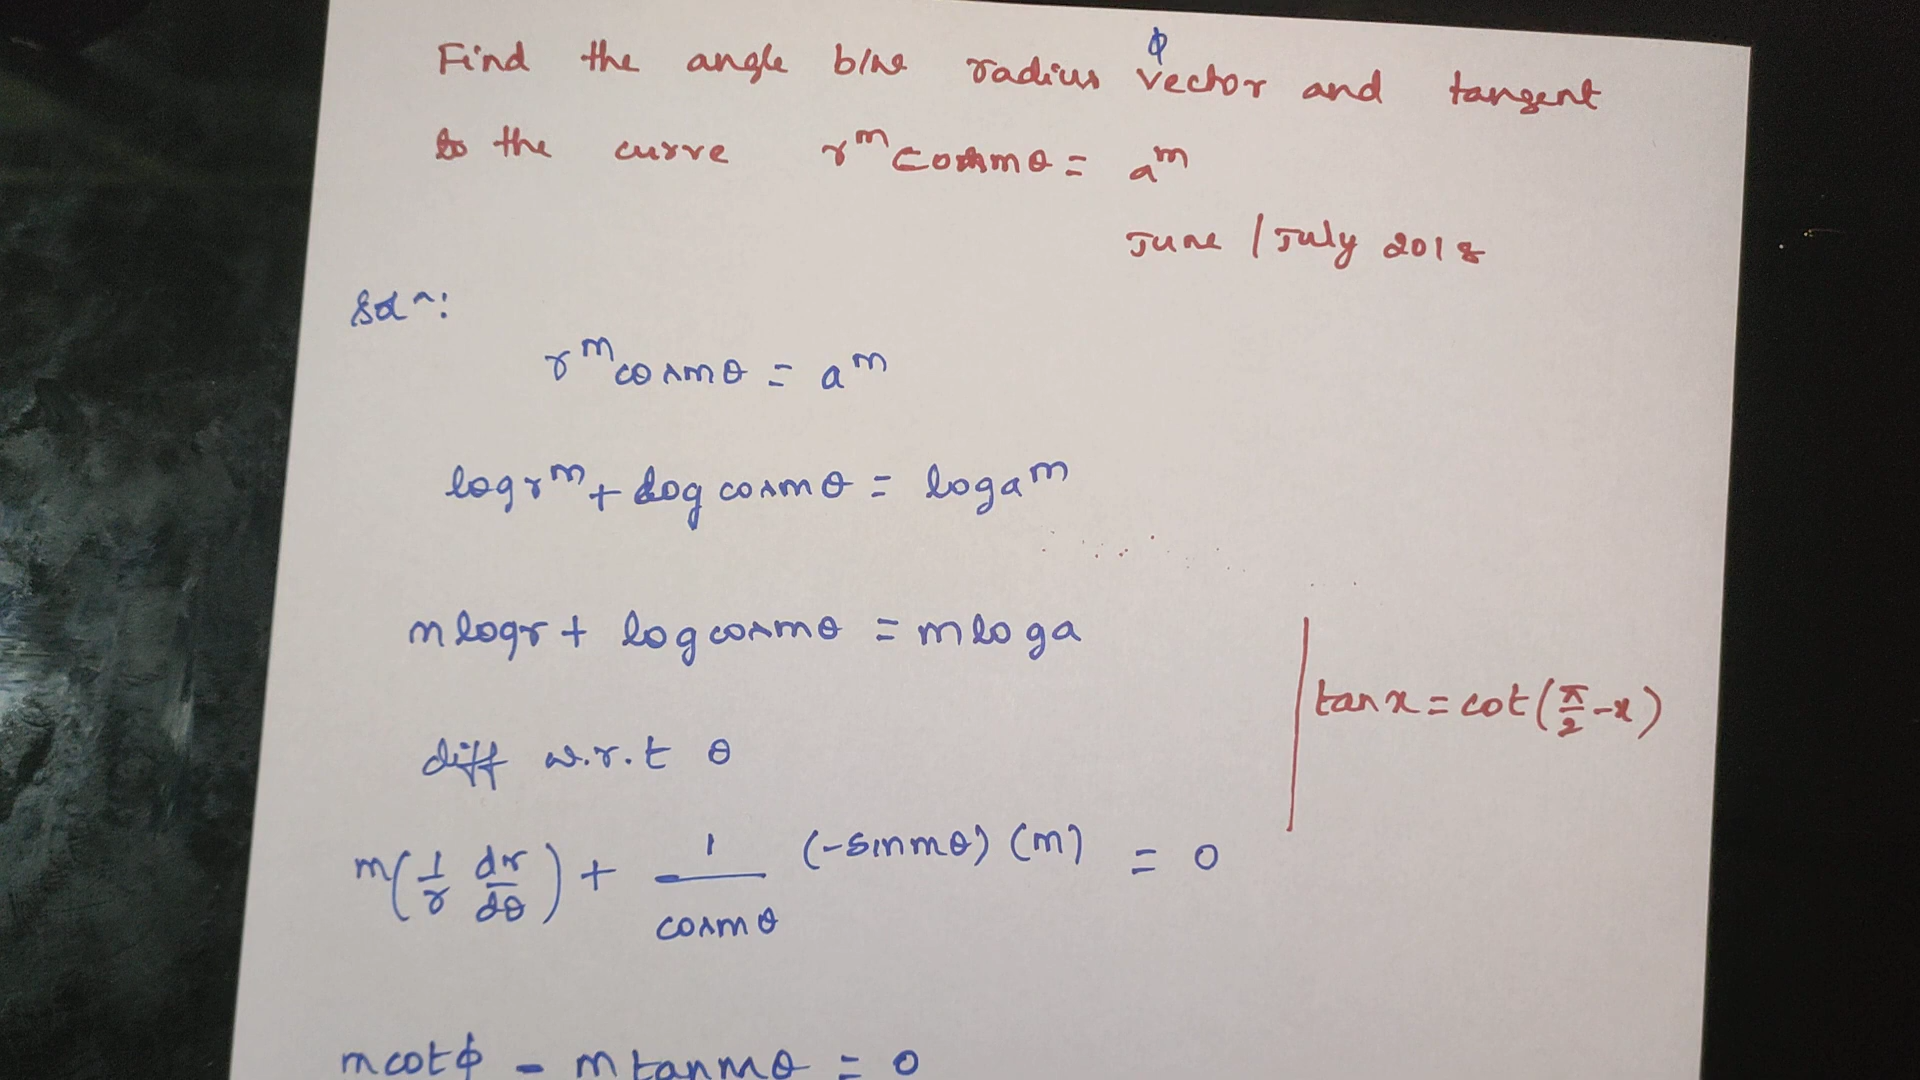 ϕ
Find the angle b/w radius vector and tangent
to the curve r^m cos mθ = a^m
June / July 2018
Sol^n:
r^m cos mθ = a^m
log r^m + log cos mθ = log a^m
m log r + log cos mθ = m log a
tan x = cot(π/2 - x)
diff w.r.t θ
m(1/r dr/dθ) + 1/cos mθ (-sin mθ) (m) = 0
m cot ϕ - m tan mθ = 0